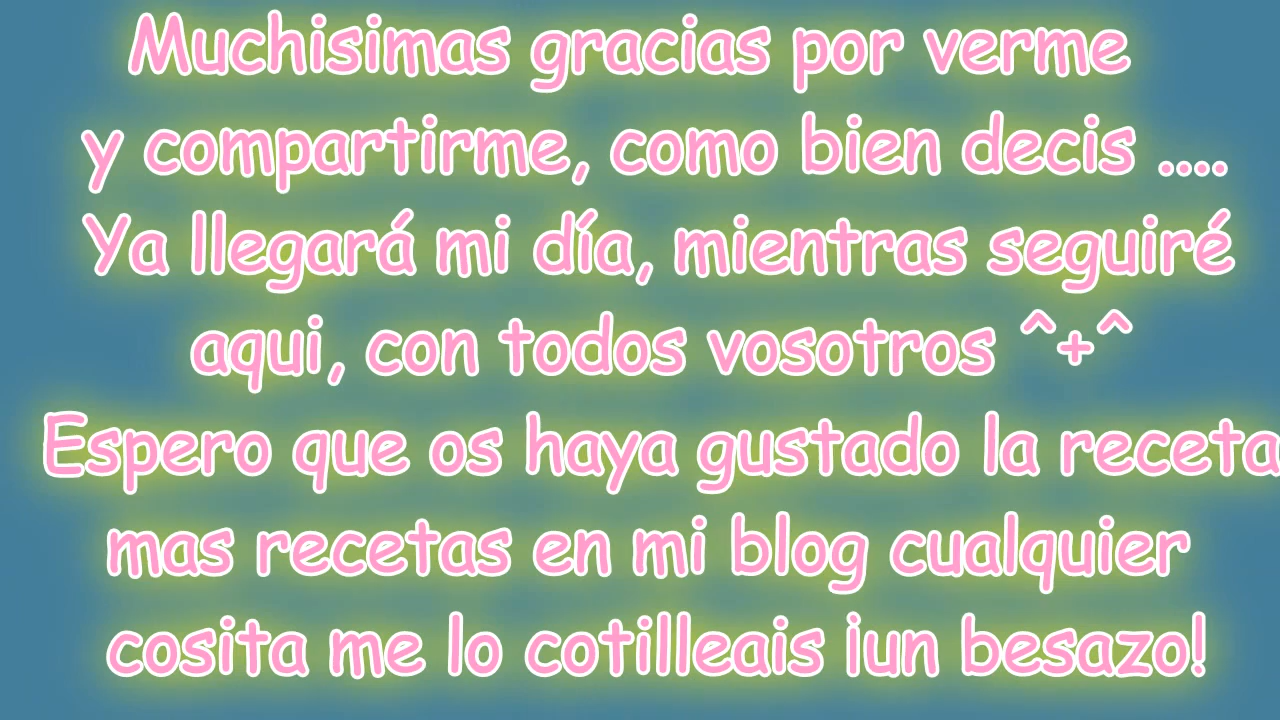 Muchisimas gracias por verme
y compartirme, como bien decis ....
Ya llegará mi día, mientras seguiré
aqui, con todos vosotros ^+^
Espero que os haya gustado la receta
mas recetas en mi blog cualquier
cosita me lo cotilleais ¡un besazo!